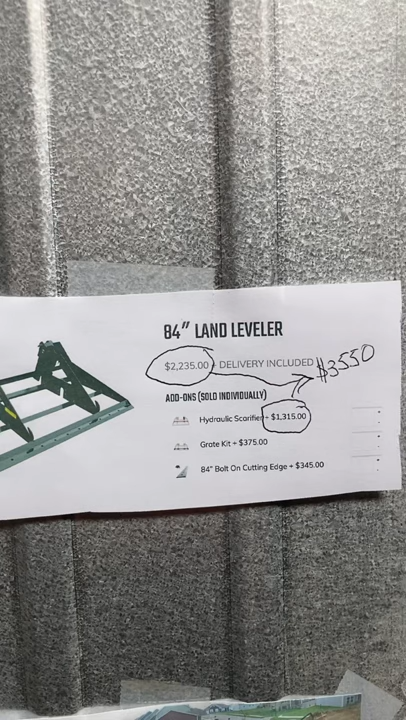 84" LAND LEVELER
$2,235.00 + DELIVERY INCLUDED $3550
ADD-ONS (SOLD INDIVIDUALLY)
Hydraulic Scarifier + $1,315.00
Grate Kit + $375.00
84" Bolt On Cutting Edge + $345.00